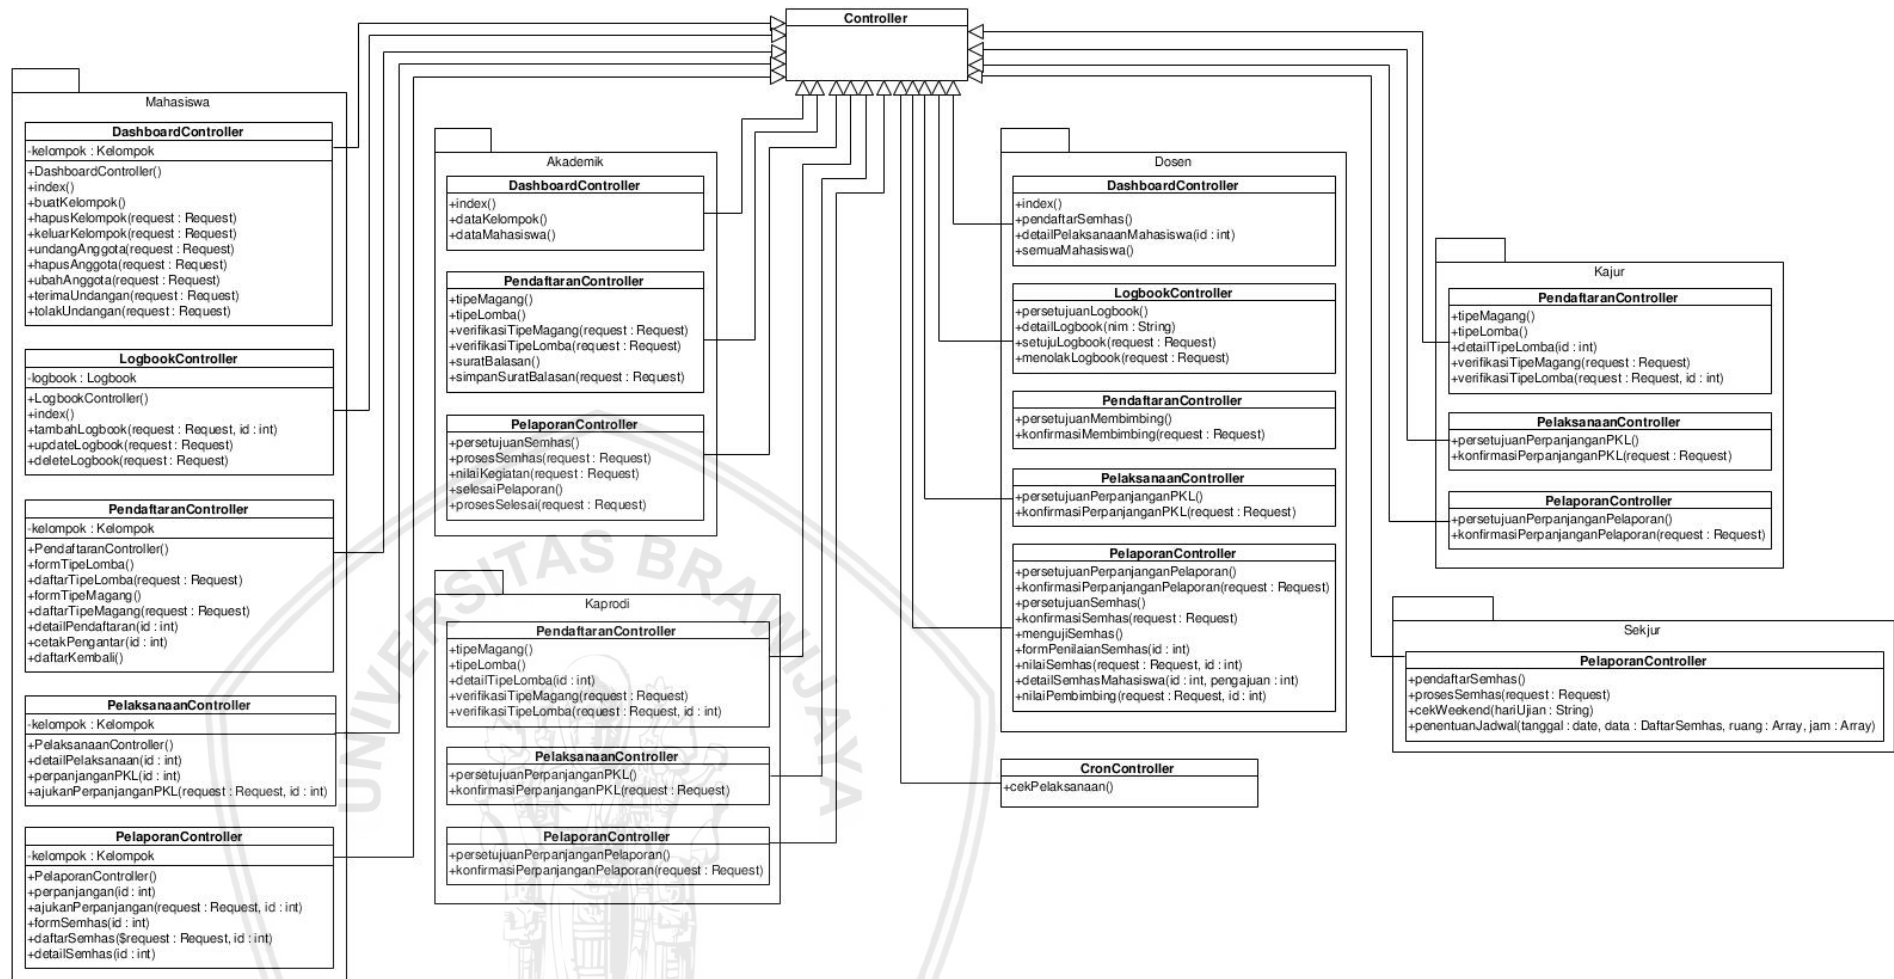 Controller
Mahasiswa
DashboardController
-kelompok : Kelompok
+DashboardController()
+index()
+buatKelompok()
+hapusKelompok(request : Request)
+keluarKelompok(request : Request)
+undangAnggota(request : Request)
+hapusAnggota(request : Request)
+ubahAnggota(request : Request)
+terimaUndangan(request : Request)
+tolakUndangan(request : Request)
LogbookController
-logbook : Logbook
+LogbookController()
+index()
+tambahLogbook(request : Request, id : int)
+updateLogbook(request : Request)
+deleteLogbook(request : Request)
PendaftaranController
-kelompok : Kelompok
+PendaftaranController()
+formTipeLomba()
+daftarTipeLomba(request : Request)
+formTipeMagang()
+daftarTipeMagang(request : Request)
+detailPendaftaran(id : int)
+cetakPengantar(id : int)
+daftarKembali()
PelaksanaanController
-kelompok : Kelompok
+PelaksanaanController()
+detailPelaksanaan(id : int)
+perpanjanganPKL(id : int)
+ajukanPerpanjanganPKL(request : Request, id : int)
PelaporanController
-kelompok : Kelompok
+PelaporanController()
+perpanjangan(id : int)
+ajukanPerpanjangan(request : Request, id : int)
+formSemhas(id : int)
+daftarSemhas($request : Request, id : int)
+detailSemhas(id : int)
Akademik
DashboardController
+index()
+dataKelompok()
+dataMahasiswa()
PendaftaranController
+tipeMagang()
+tipeLomba()
+verifikasiTipeMagang(request : Request)
+verifikasiTipeLomba(request : Request)
+suratBalasan()
+simpanSuratBalasan(request : Request)
PelaporanController
+persetujuanSemhas()
+prosesSemhas(request : Request)
+nilaiKegiatan(request : Request)
+selesaiPelaporan()
+prosesSelesai(request : Request)
Kaprodi
PendaftaranController
+tipeMagang()
+tipeLomba()
+detailTipeLomba(id : int)
+verifikasiTipeMagang(request : Request)
+verifikasiTipeLomba(request : Request, id : int)
PelaksanaanController
+persetujuanPerpanjanganPKL()
+konfirmasiPerpanjanganPKL(request : Request)
PelaporanController
+persetujuanPerpanjanganPelaporan()
+konfirmasiPerpanjanganPelaporan(request : Request)
Dosen
DashboardController
+index()
+pendaftarSemhas()
+detailPelaksanaanMahasiswa(id : int)
+semuaMahasiswa()
LogbookController
+persetujuanLogbook()
+detailLogbook(nim : String)
+setujuLogbook(request : Request)
+menolakLogbook(request : Request)
PendaftaranController
+persetujuanMembimbing()
+konfirmasiMembimbing(request : Request)
PelaksanaanController
+persetujuanPerpanjanganPKL()
+konfirmasiPerpanjanganPKL(request : Request)
PelaporanController
+persetujuanPerpanjanganPelaporan()
+konfirmasiPerpanjanganPelaporan(request : Request)
+persetujuanSemhas()
+konfirmasiSemhas(request : Request)
+mengujiSemhas()
+formPenilaianSemhas(id : int)
+nilaiSemhas(request : Request, id : int)
+detailSemhasMahasiswa(id : int, pengajuan : int)
+nilaiPembimbing(request : Request, id : int)
CronController
+cekPelaksanaan()
Kajur
PendaftaranController
+tipeMagang()
+tipeLomba()
+detailTipeLomba(id : int)
+verifikasiTipeMagang(request : Request)
+verifikasiTipeLomba(request : Request, id : int)
PelaksanaanController
+persetujuanPerpanjanganPKL()
+konfirmasiPerpanjanganPKL(request : Request)
PelaporanController
+persetujuanPerpanjanganPelaporan()
+konfirmasiPerpanjanganPelaporan(request : Request)
Sekjur
PelaporanController
+pendaftarSemhas()
+prosesSemhas(request : Request)
+cekWeekend(hariUjian : String)
+penentuanJadwal(tanggal : date, data : DaftarSemhas, ruang : Array, jam : Array)
UNIVERSITAS BRAWIJAYA